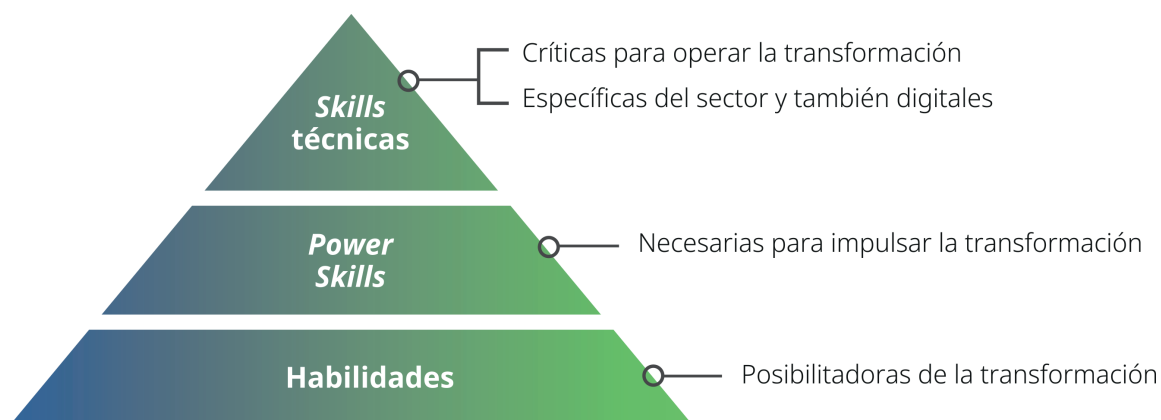 Skills
técnicas
Críticas para operar la transformación
Específicas del sector y también digitales
Power
Skills
Necesarias para impulsar la transformación
Habilidades
Posibilitadoras de la transformación